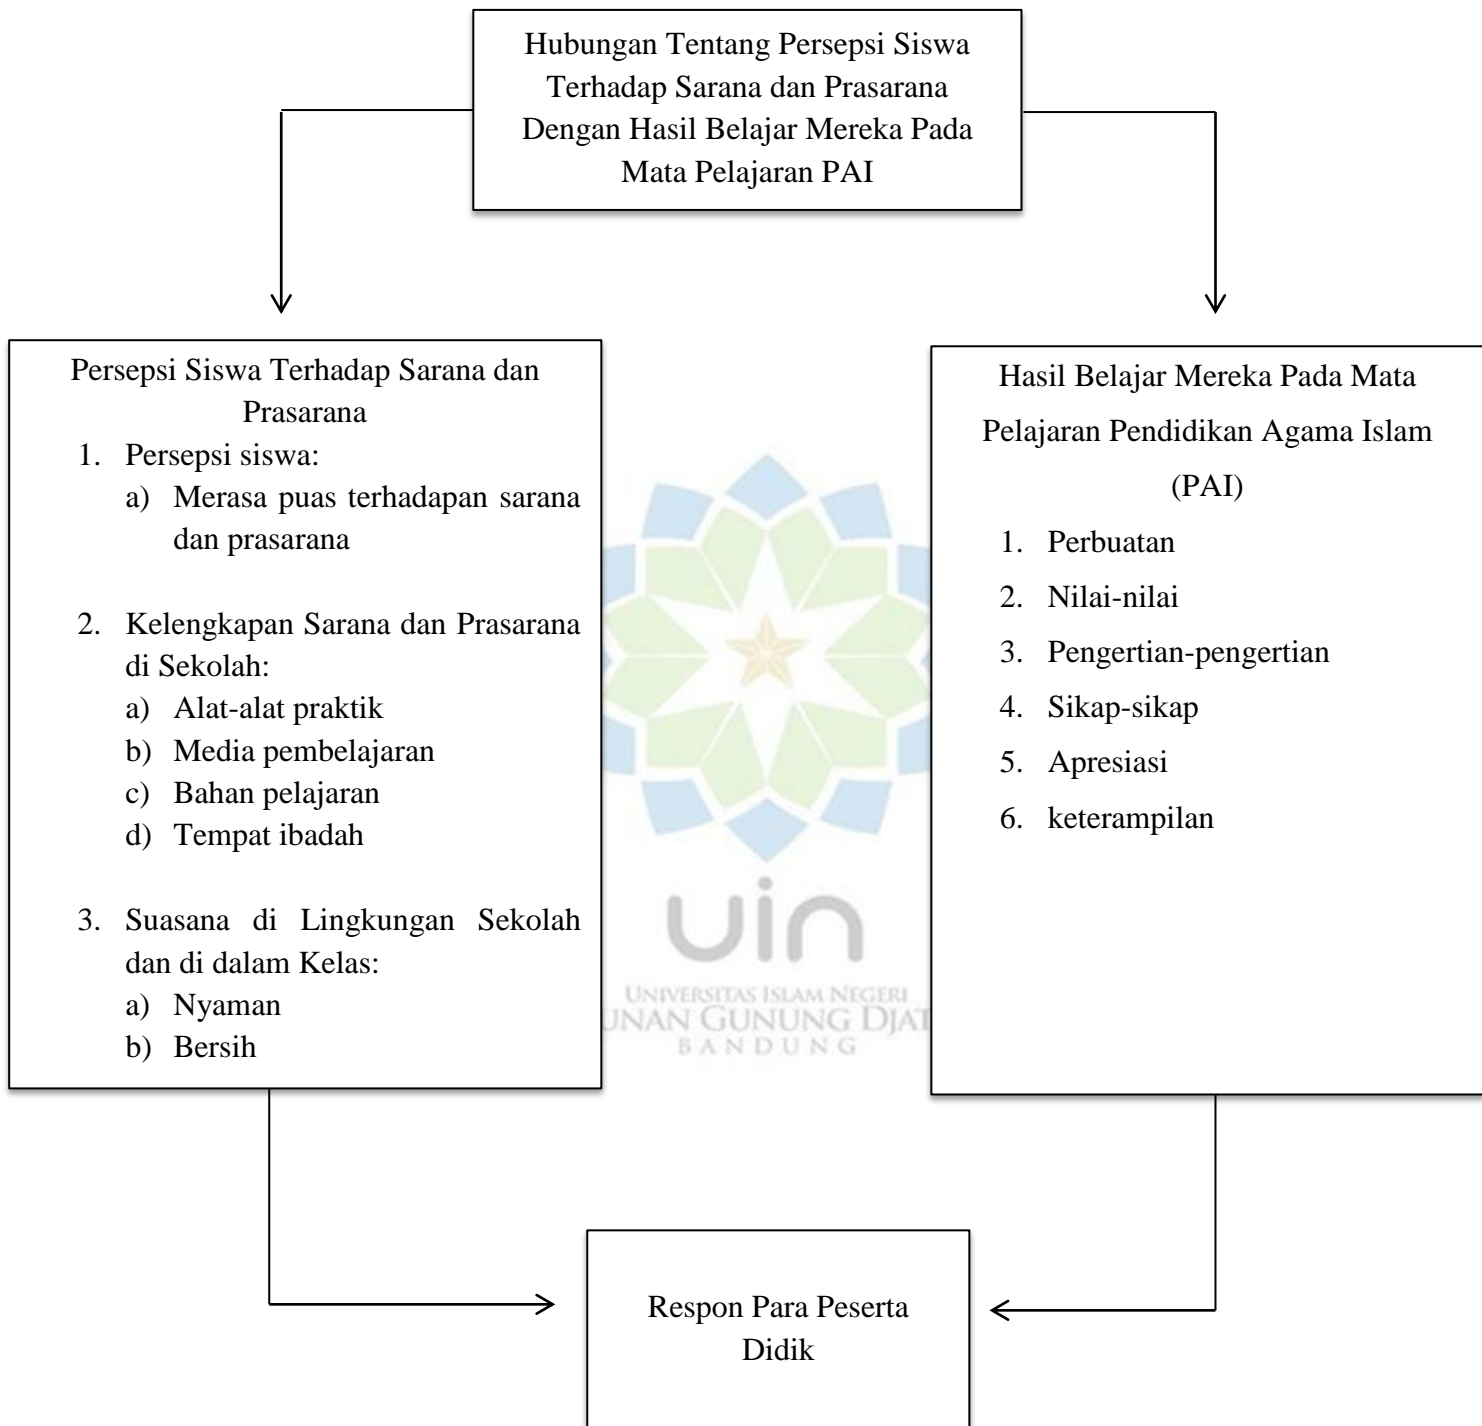 Hubungan Tentang Persepsi Siswa
Terhadap Sarana dan Prasarana
Dengan Hasil Belajar Mereka Pada
Mata Pelajaran PAI
Persepsi Siswa Terhadap Sarana dan
Prasarana
1. Persepsi siswa:
a) Merasa puas terhadapan sarana
dan prasarana
2. Kelengkapan Sarana dan Prasarana
di Sekolah:
a) Alat-alat praktik
b) Media pembelajaran
c) Bahan pelajaran
d) Tempat ibadah
3. Suasana di Lingkungan Sekolah
dan di dalam Kelas:
a) Nyaman
b) Bersih
Hasil Belajar Mereka Pada Mata
Pelajaran Pendidikan Agama Islam
(PAI)
1. Perbuatan
2. Nilai-nilai
3. Pengertian-pengertian
4. Sikap-sikap
5. Apresiasi
6. keterampilan
uin
UNIVERSITAS ISLAM NEGERI
UNAN GUNUNG DJAT
BANDUNG
Respon Para Peserta
Didik